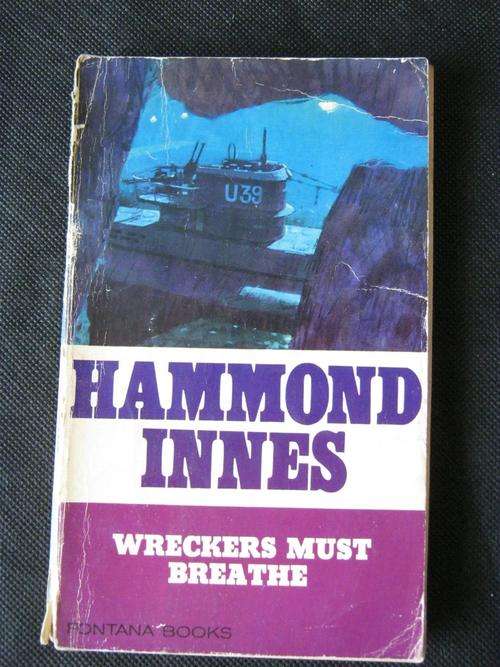 U39
HAMMOND
INNES
WRECKERS MUST
BREATHE
FONTANA BOOKS